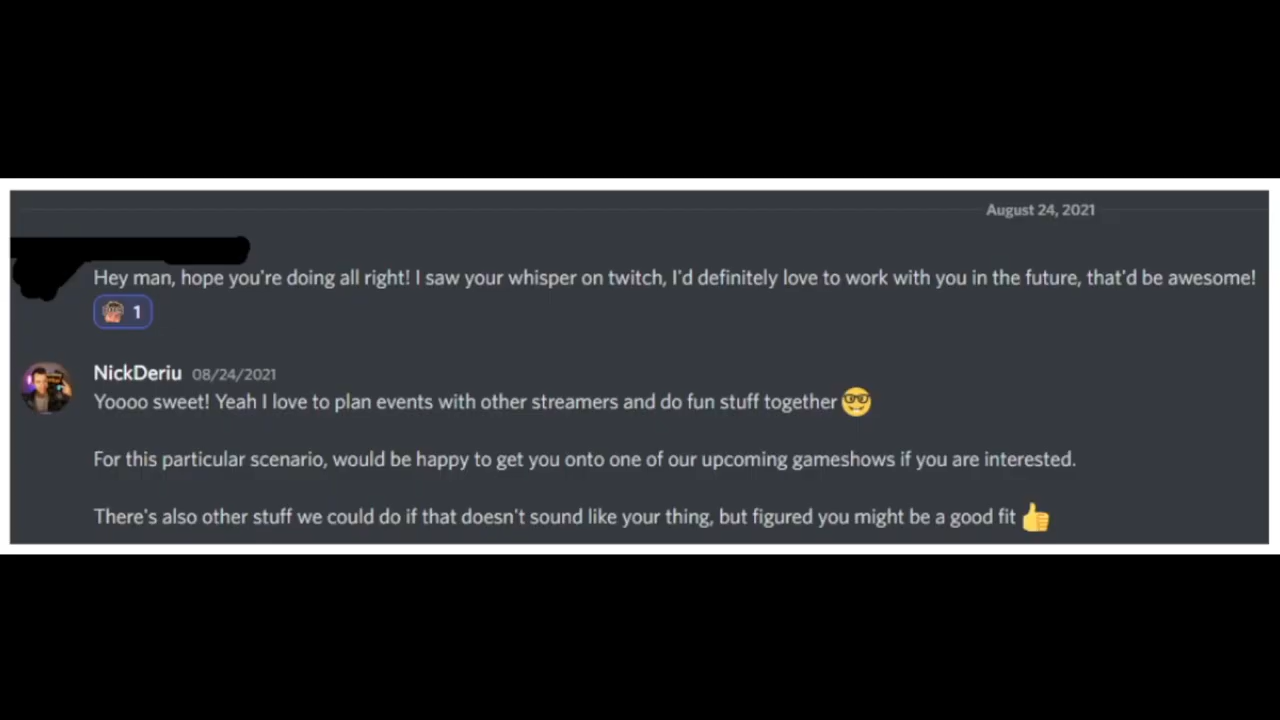 August 24, 2021
Hey man, hope you're doing all right! I saw your whisper on twitch, I'd definitely love to work with you in the future, that'd be awesome!
1
NickDeriu 08/24/2021
Yoooo sweet! Yeah I love to plan events with other streamers and do fun stuff together 🤓
For this particular scenario, would be happy to get you onto one of our upcoming gameshows if you are interested.
There's also other stuff we could do if that doesn't sound like your thing, but figured you might be a good fit 👍